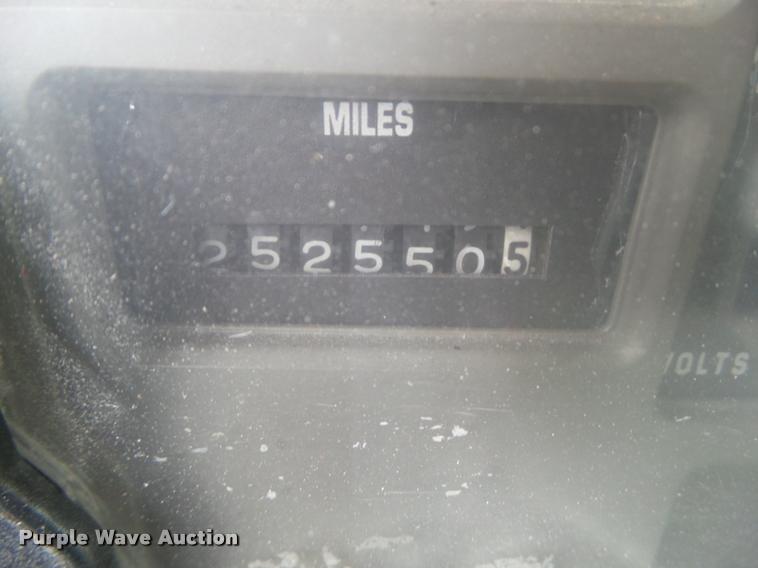 MILES
2525505
VOLTS
Purple Wave Auction